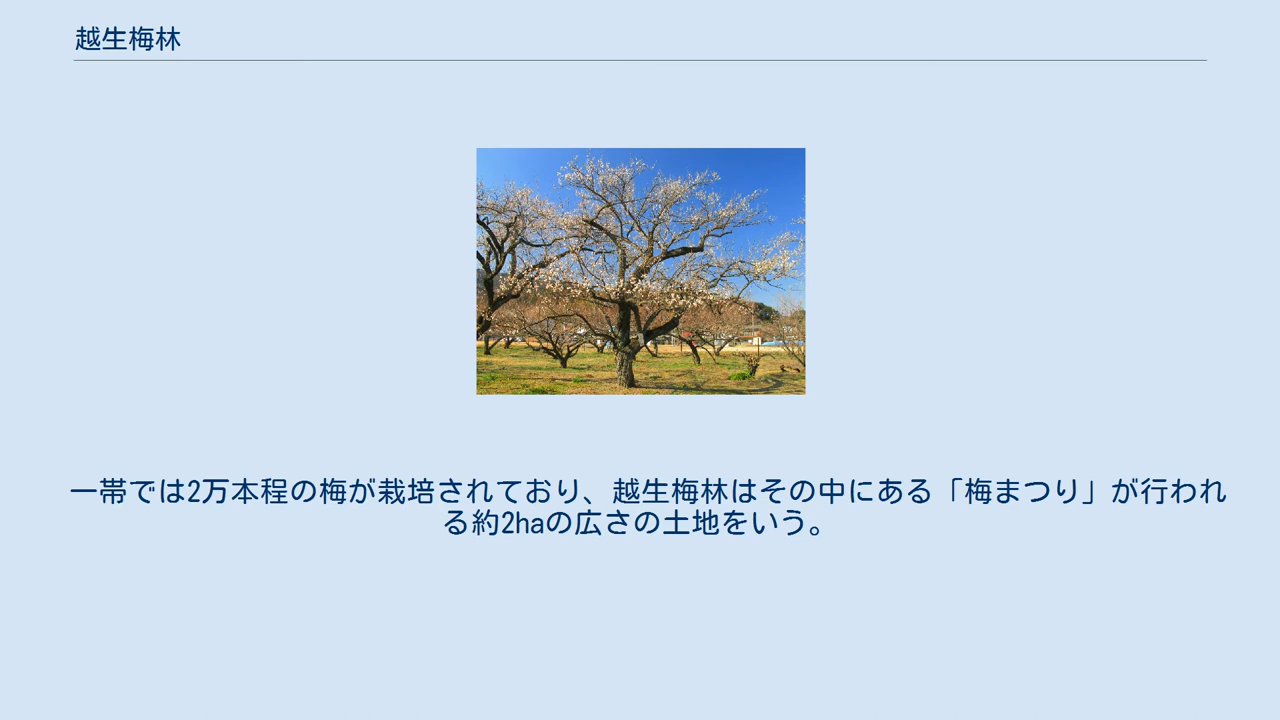 越生梅林
一帯では2万本程の梅が栽培されており、越生梅林はその中にある「梅まつり」が行われ
る約2haの広さの土地をいう。